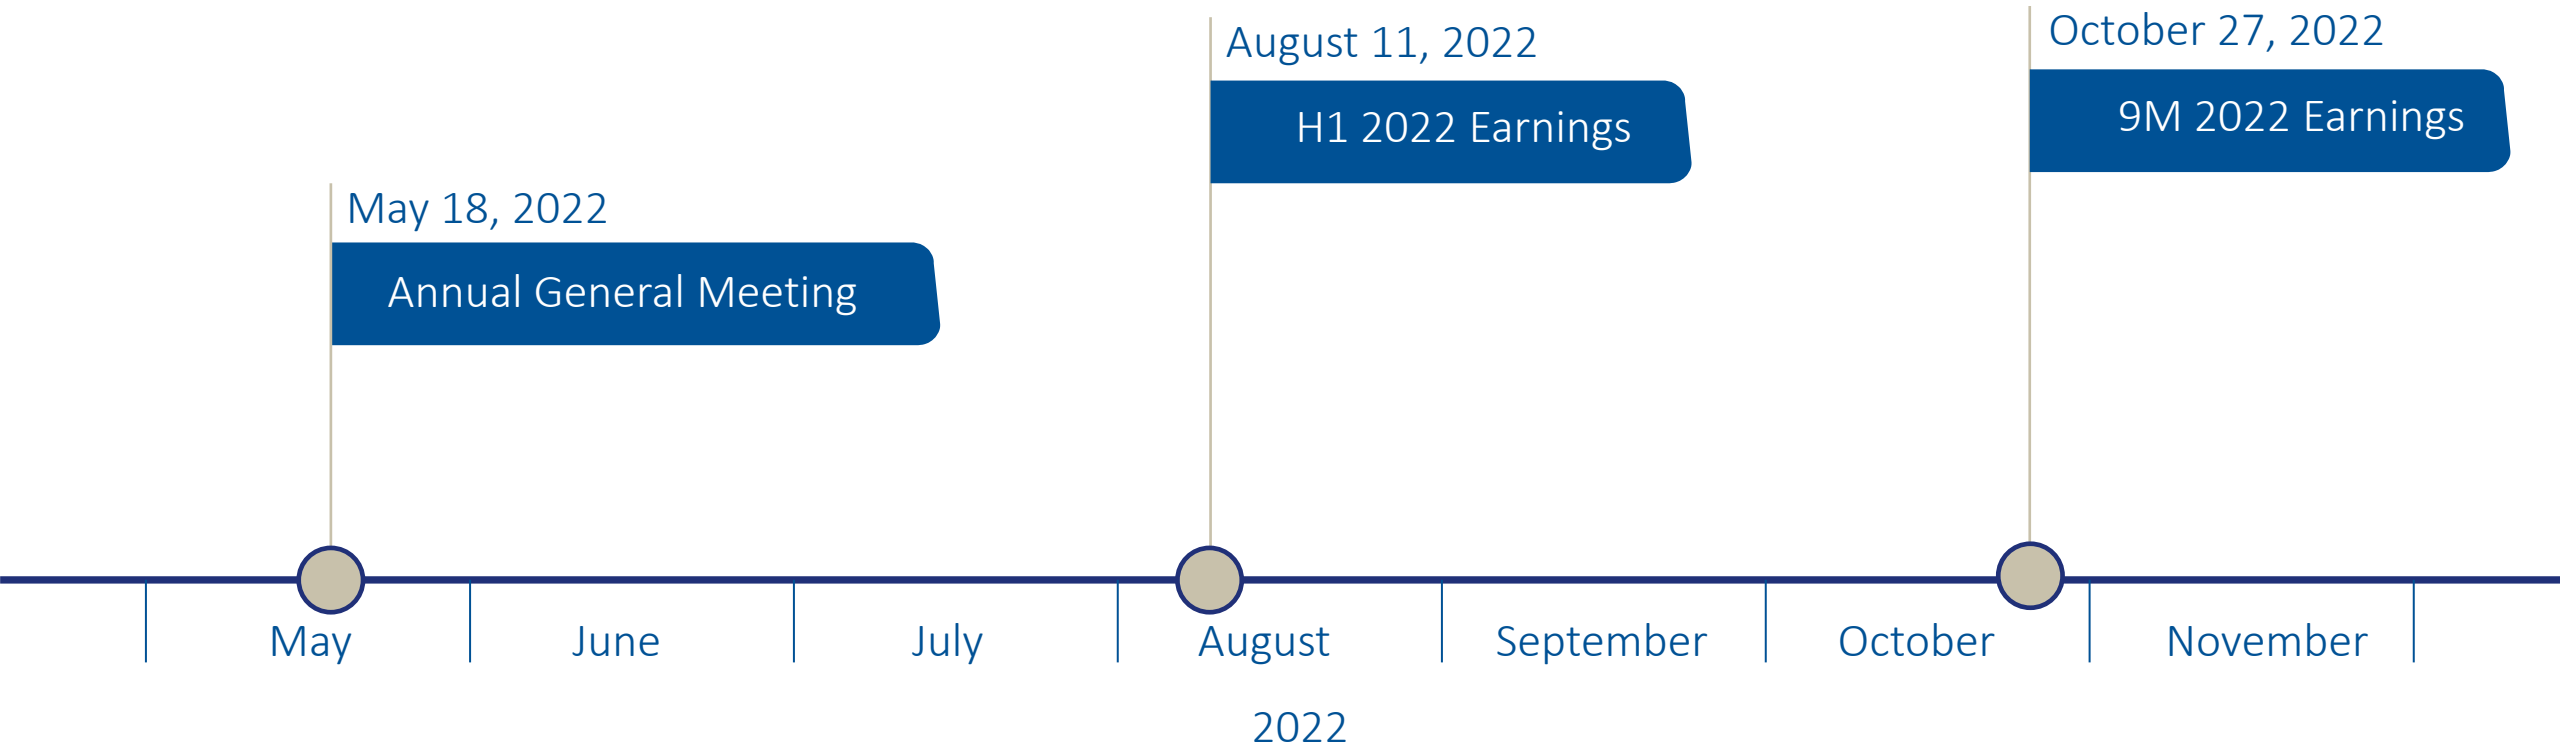 May 18, 2022
Annual General Meeting
August 11, 2022
H1 2022 Earnings
October 27, 2022
9M 2022 Earnings
May
June
July
August
September
October
November
2022